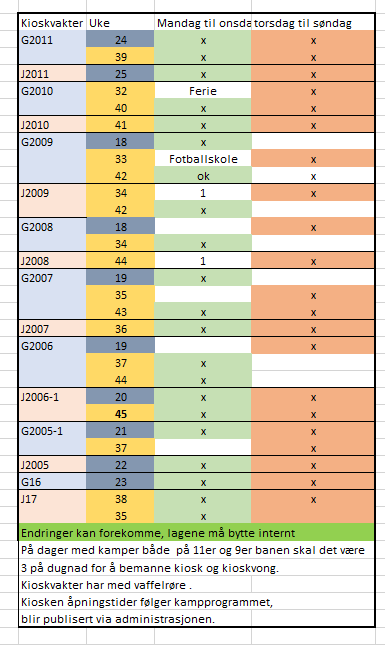 Kioskvakter Uke Mandag til onsda torsdag til søndag
G2011 24 x x
39 x x
J2011 25 x x
G2010 32 Ferie x
40 x x
J2010 41 x x
G2009 18 x
33 Fotballskole x
42 ok x
J2009 34 1 x
42 x
G2008 18 x
34 x
J2008 44 1 x
G2007 19 x
35 x
43 x x
J2007 36 x x
G2006 19 x
37 x
44 x
J2006-1 20 x x
45 x x
G2005-1 21 x x
37 x
J2005 22 x x
G16 23 x x
J17 38 x x
35 x
Endringer kan forekomme, lagene må bytte internt
På dager med kamper både på 11er og 9er banen skal det være
3 på dugnad for å bemanne kiosk og kioskvong.
Kioskvakter har med vaffelrøre .
Kiosken åpningstider følger kampprogrammet,
blir publisert via administrasjonen.